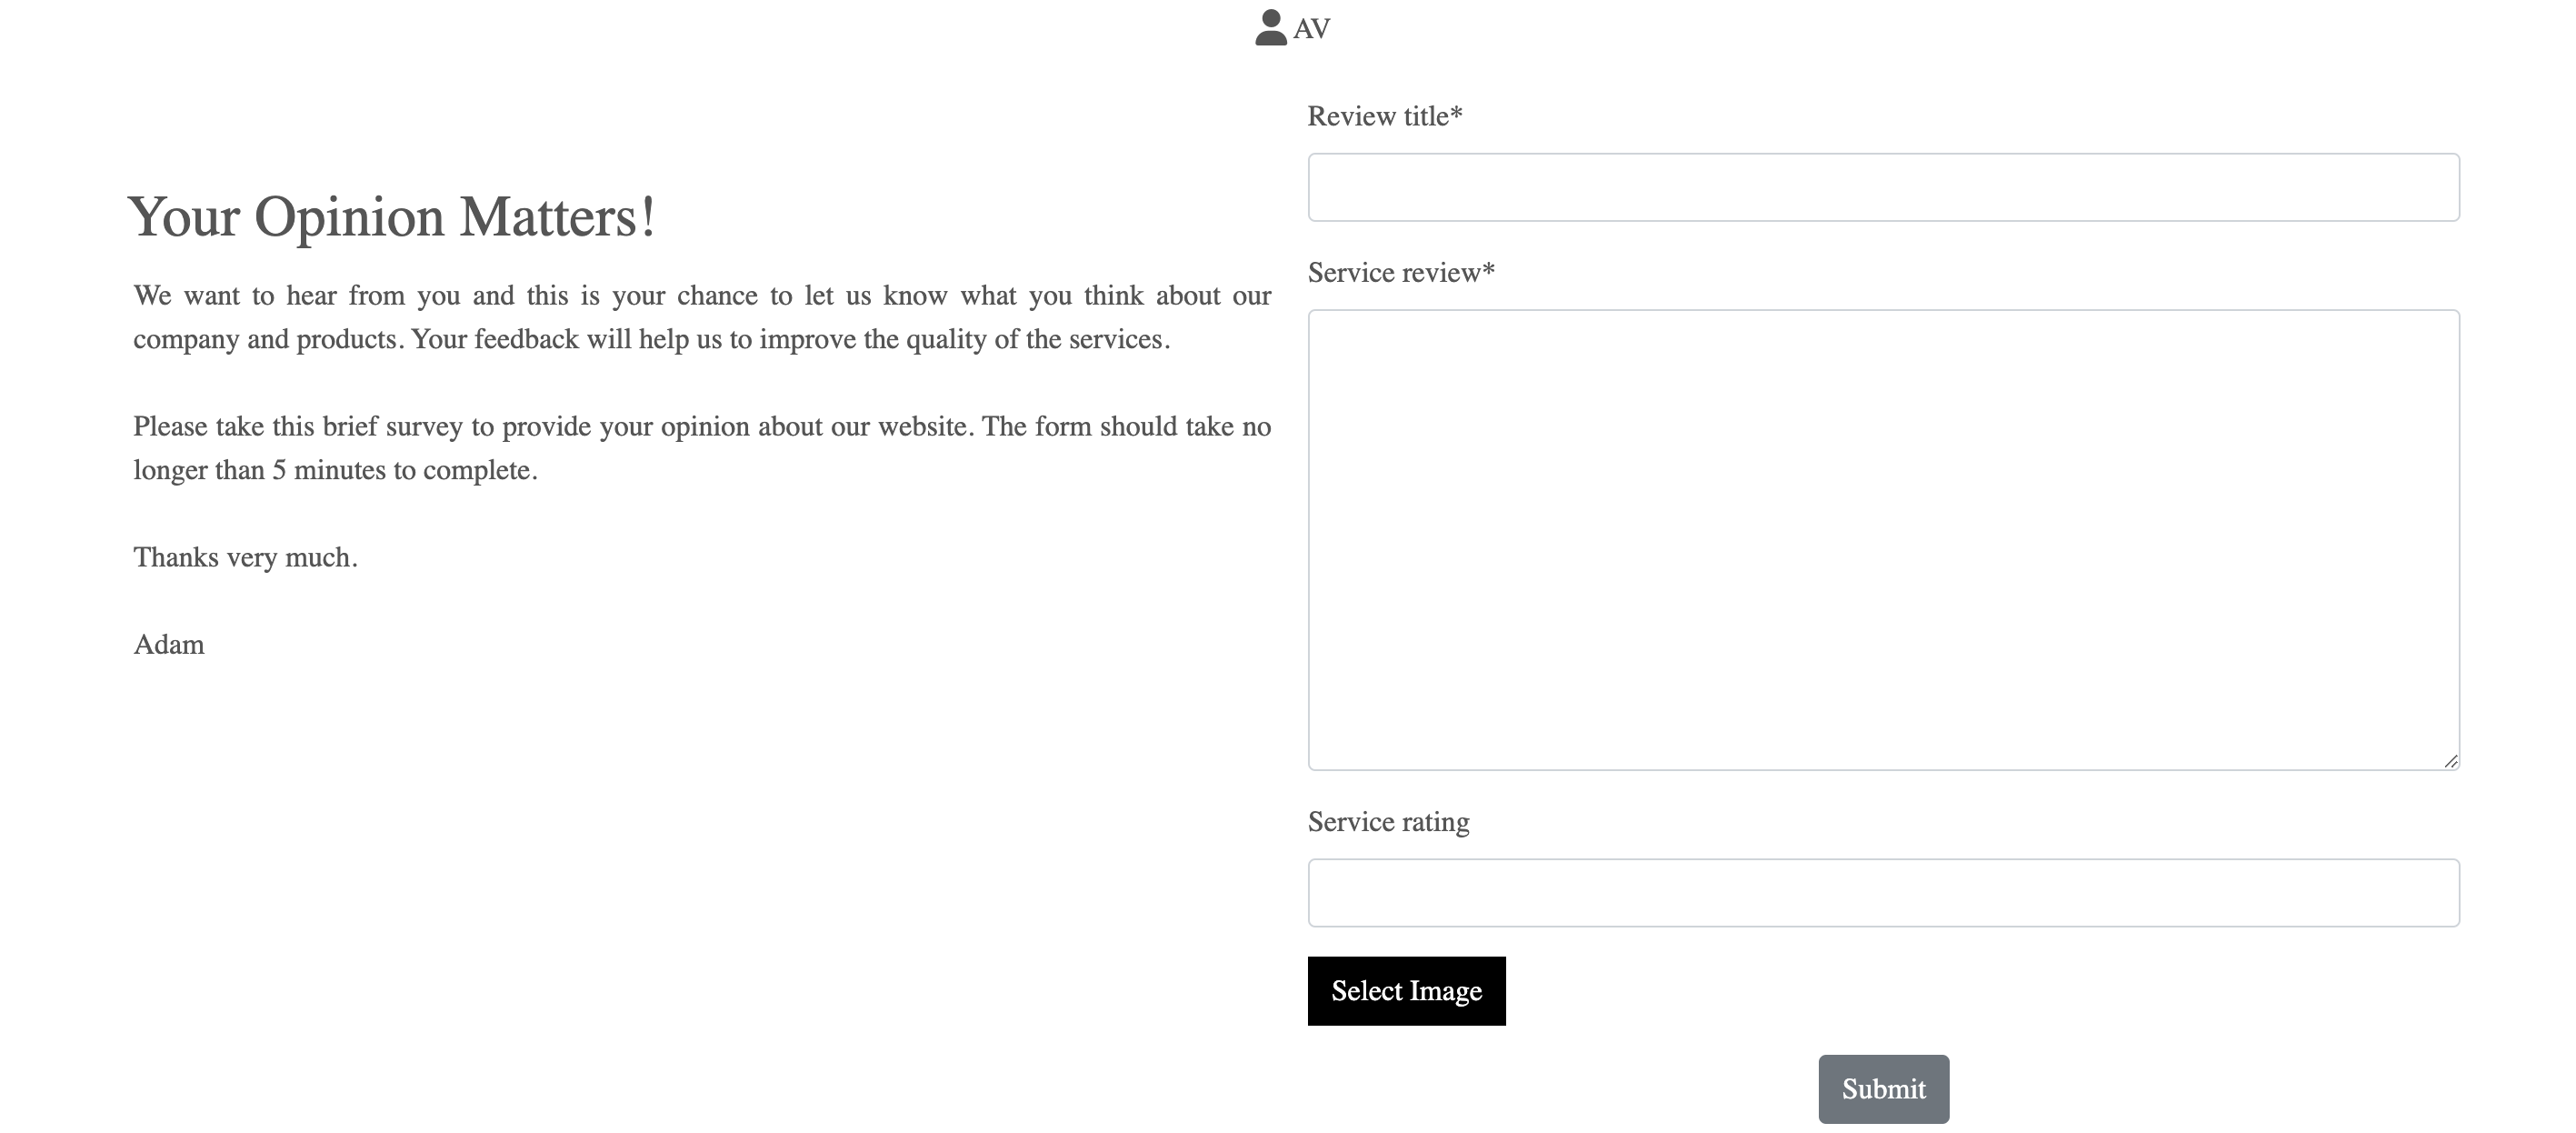 AV
Your Opinion Matters!
We want to hear from you and this is your chance to let us know what you think about our
company and products. Your feedback will help us to improve the quality of the services.
Please take this brief survey to provide your opinion about our website. The form should take no
longer than 5 minutes to complete.
Thanks very much.
Adam
Review title*
Service review*
Service rating
Select Image
Submit